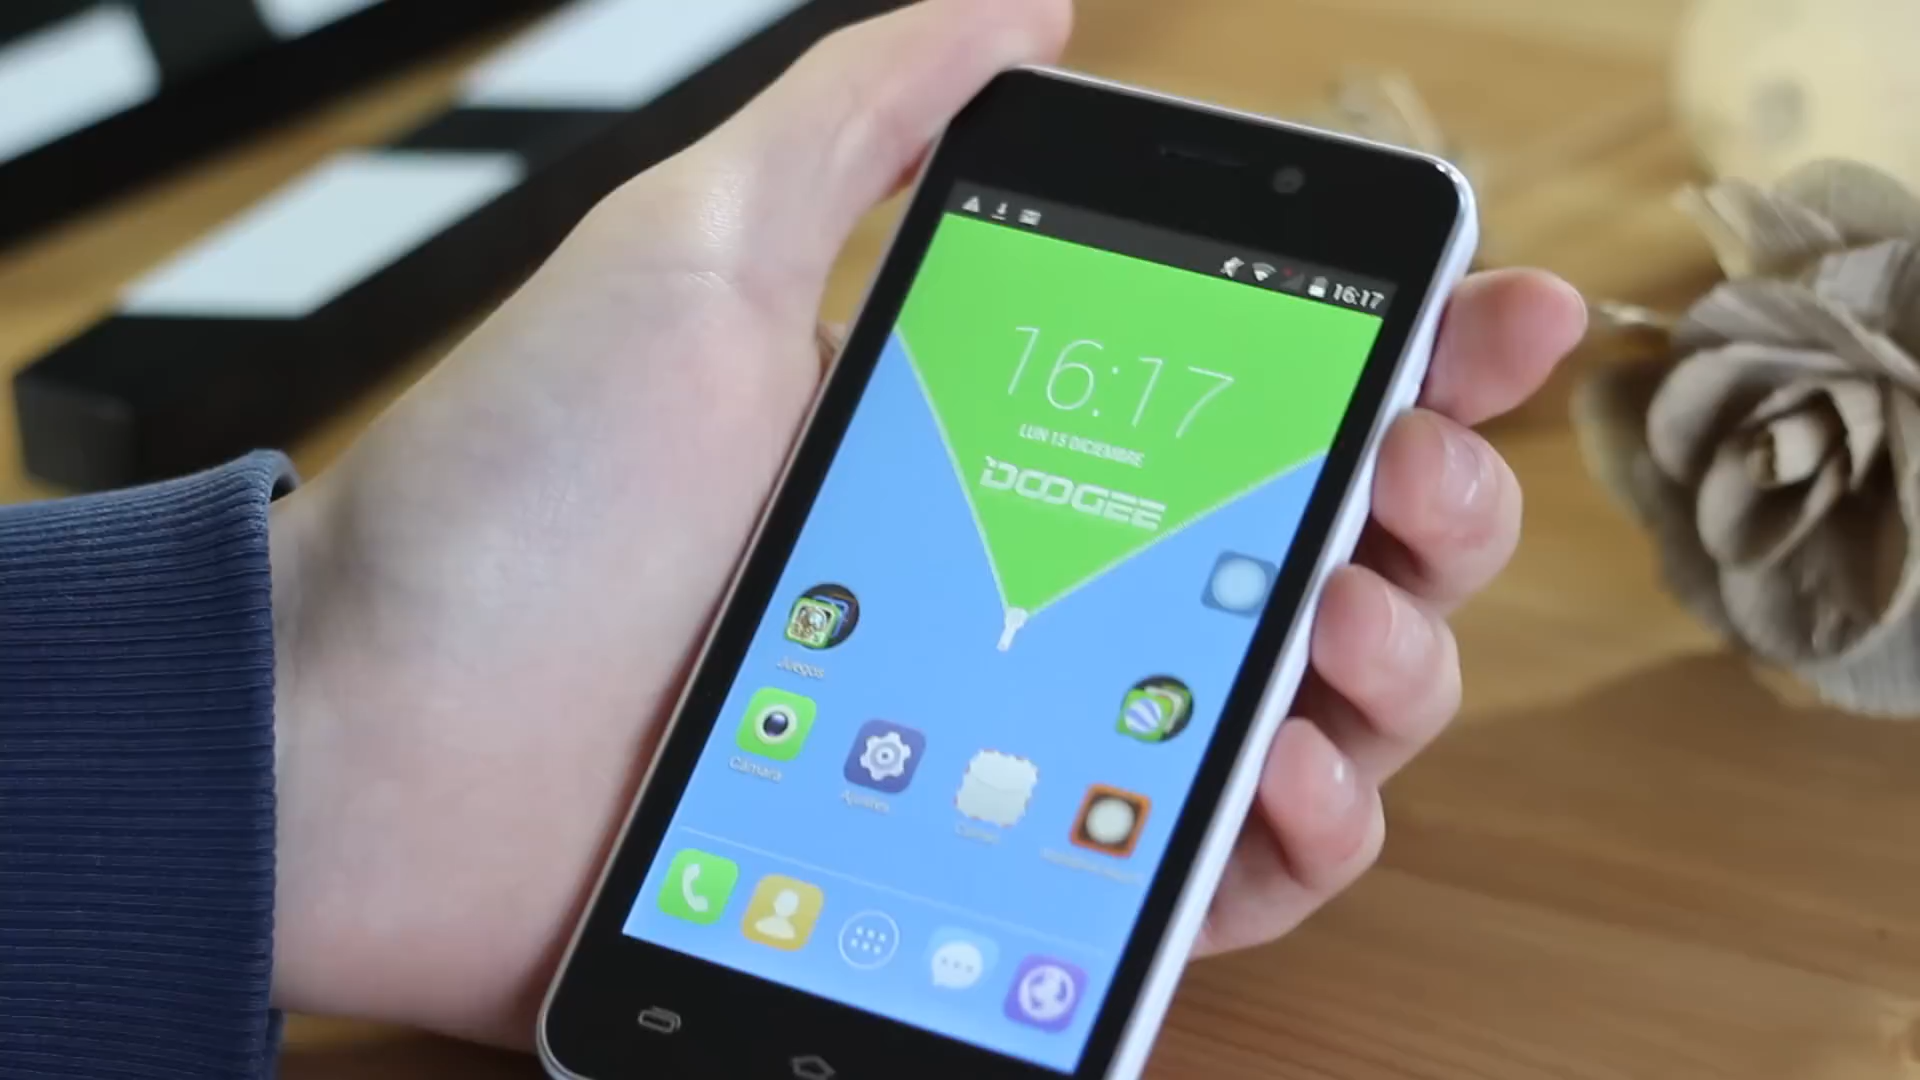 16:17
16:17
LUN 15 DICIEMBRE
DOOGEE
Juegos
Cámara
Ajustes